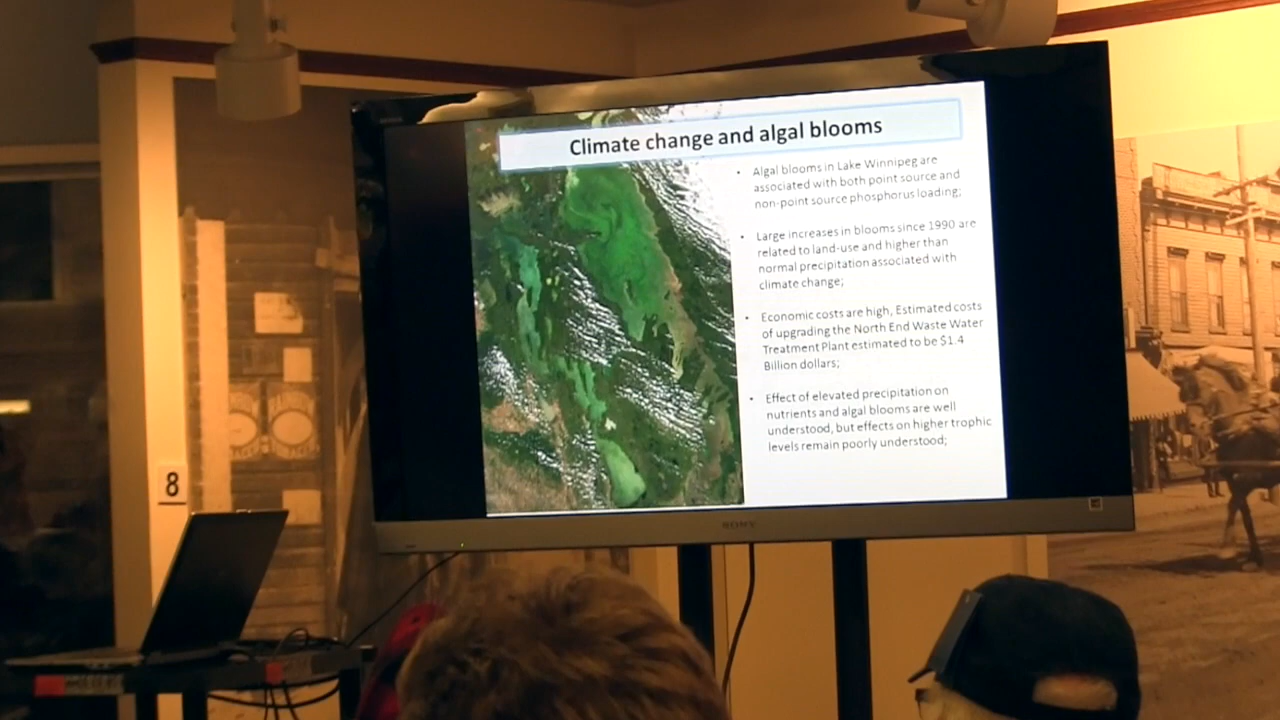 Climate change and algal blooms
• Algal blooms in Lake Winnipeg are
associated with both point source and
non-point source phosphorus loading;
• Large increases in blooms since 1990 are
related to land-use and higher than
normal precipitation associated with
climate change;
• Economic costs are high, Estimated costs
of upgrading the North End Waste Water
Treatment Plant estimated to be $1.4
Billion dollars;
• Effect of elevated precipitation on
nutrients and algal blooms are well
understood, but effects on higher trophic
levels remain poorly understood;
8
SONY